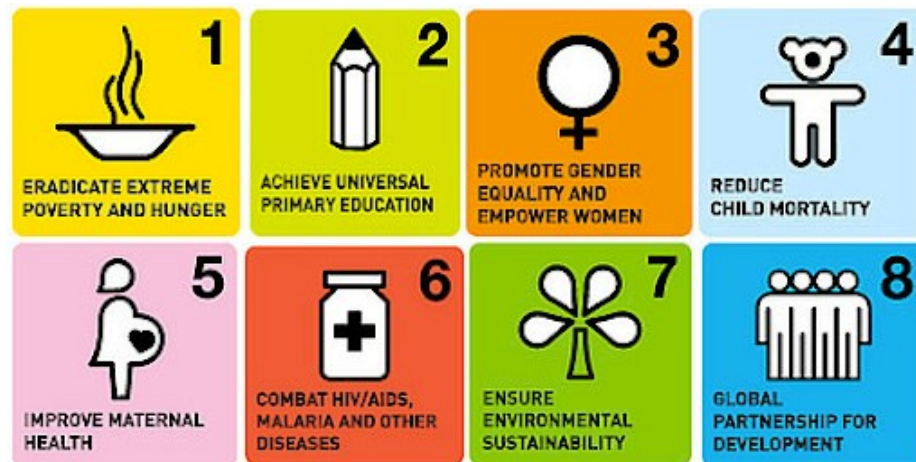 1
ERADICATE EXTREME
POVERTY AND HUNGER
2
ACHIEVE UNIVERSAL
PRIMARY EDUCATION
3
PROMOTE GENDER
EQUALITY AND
EMPOWER WOMEN
4
REDUCE
CHILD MORTALITY
5
IMPROVE MATERNAL
HEALTH
6
COMBAT HIV/AIDS,
MALARIA AND OTHER
DISEASES
7
ENSURE
ENVIRONMENTAL
SUSTAINABILITY
8
GLOBAL
PARTNERSHIP FOR
DEVELOPMENT